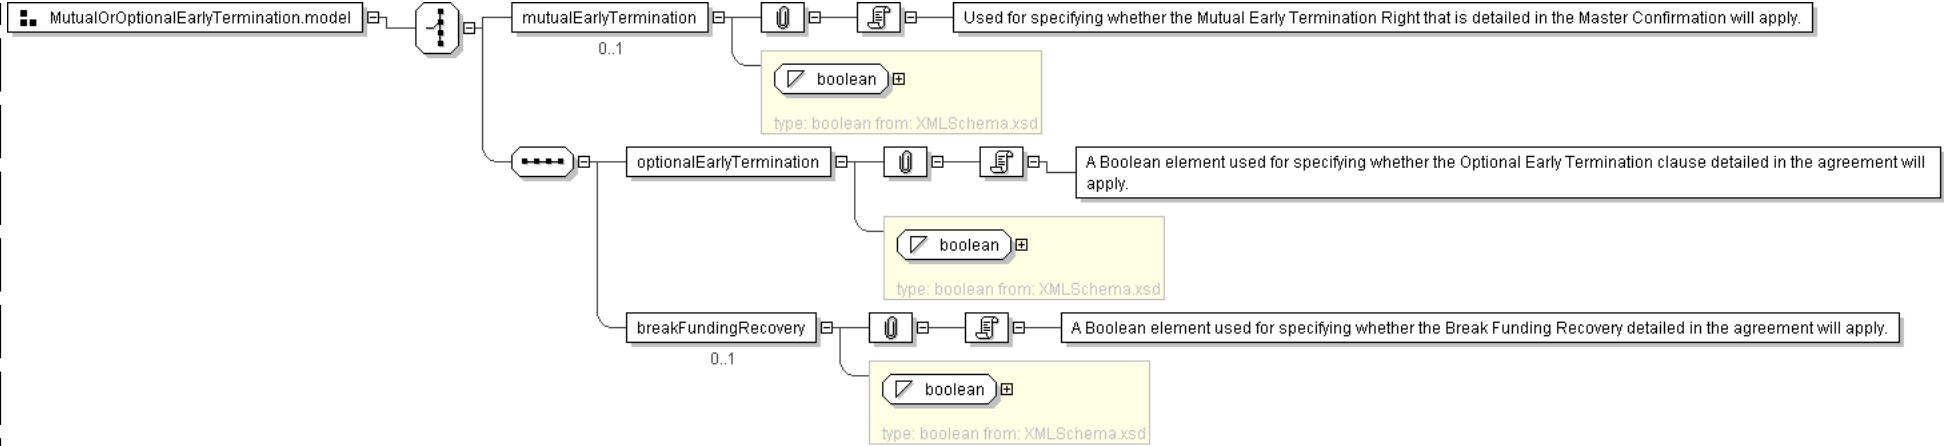 MutualOrOptionalEarlyTermination.model
mutualEarlyTermination
Used for specifying whether the Mutual Early Termination Right that is detailed in the Master Confirmation will apply.
0..1
boolean
type: boolean from: XMLSchema.xsd
optionalEarlyTermination
A Boolean element used for specifying whether the Optional Early Termination clause detailed in the agreement will
apply.
boolean
type: boolean from: XMLSchema.xsd
breakFundingRecovery
A Boolean element used for specifying whether the Break Funding Recovery detailed in the agreement will apply.
0..1
boolean
type: boolean from: XMLSchema.xsd